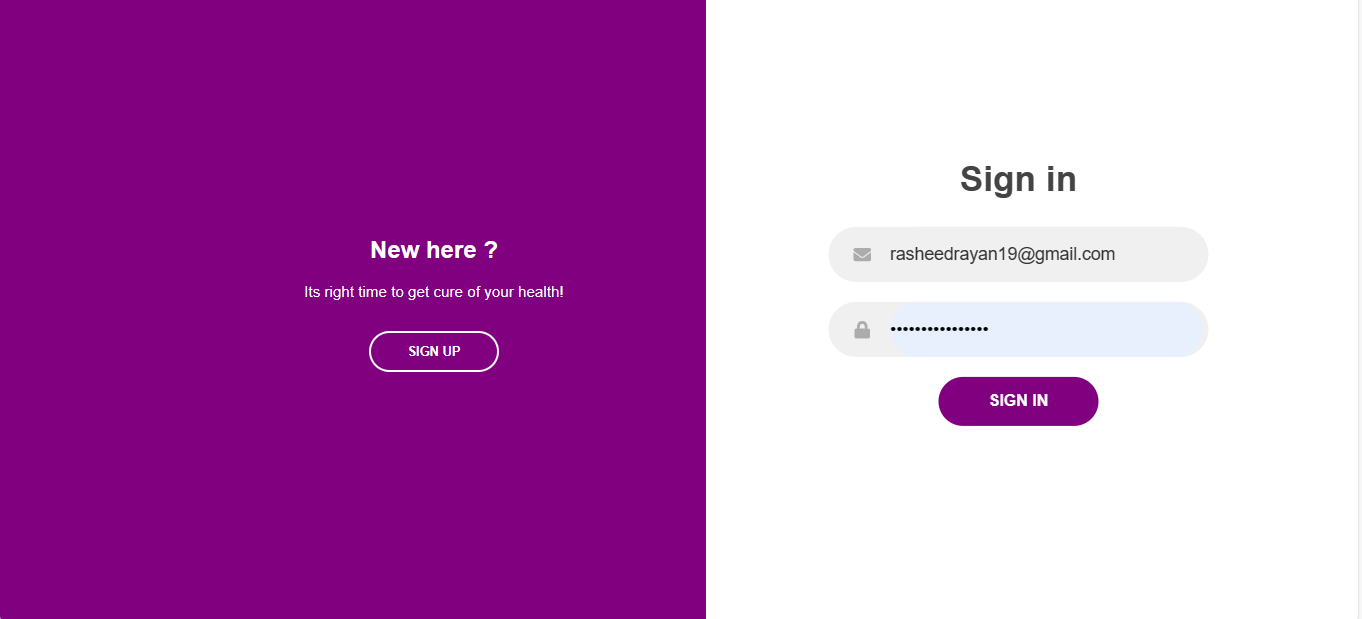 New here ?
Its right time to get cure of your health!
SIGN UP
Sign in
rasheedrayan19@gmail.com
••••••••••••••••
SIGN IN